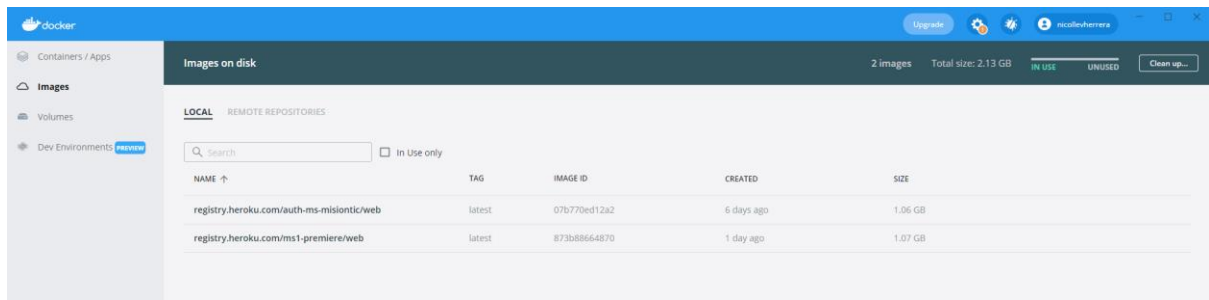 docker
Upgrade
nicollevherrera
Containers / Apps
Images
Volumes
Dev Environments PREVIEW
Images on disk
2 images Total size: 2.13 GB
IN USE UNUSED
Clean up...
LOCAL REMOTE REPOSITORIES
Search
In Use only
NAME TAG IMAGE ID CREATED SIZE
registry.heroku.com/auth-ms-misiontic/web latest 07b770ed12a2 6 days ago 1.06 GB
registry.heroku.com/ms1-premiere/web latest 873b88664870 1 day ago 1.07 GB